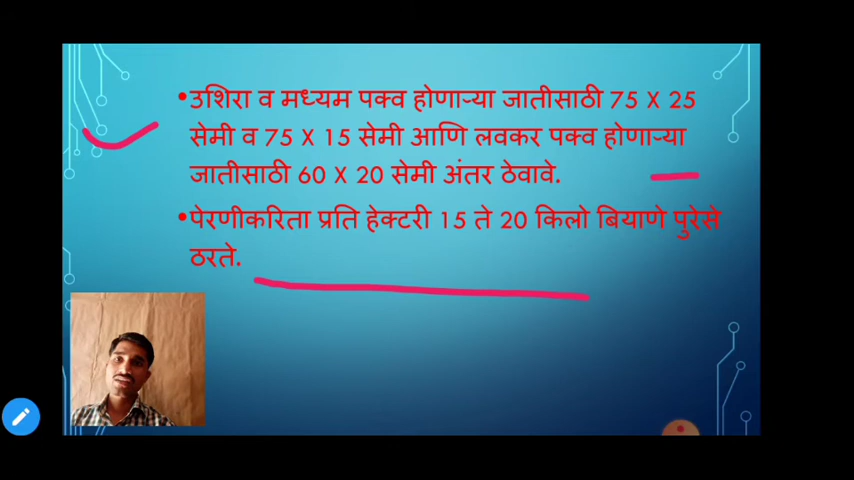 •उशिरा व मध्यम पक्व होणाऱ्या जातीसाठी 75 X 25
सेमी व 75 X 15 सेमी आणि लवकर पक्व होणाऱ्या
जातीसाठी 60 X 20 सेमी अंतर ठेवावे.
•पेरणीकरिता प्रति हेक्टरी 15 ते 20 किलो बियाणे पुरेसे
ठरते.